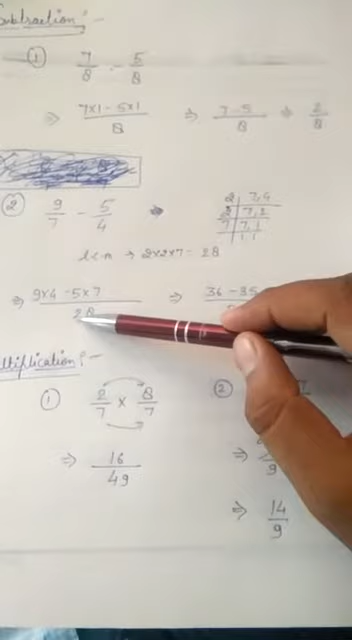 Subtraction :-
① 7/8 - 5/8
⇒ 7×1 - 5×1 / 8 ⇒ 7-5 / 8 ⇒ 2/8
② 9/7 - 5/4 ⇒
2 | 7,4
2 | 7,2
7 | 7,1
1,1
LCM → 2×2×7 = 28
⇒ 9×4 - 5×7 / 28 ⇒ 36 - 35
Multiplication :-
① 2/7 × 8/7 ②
⇒ 16/49 ⇒ 9
⇒ 14/9